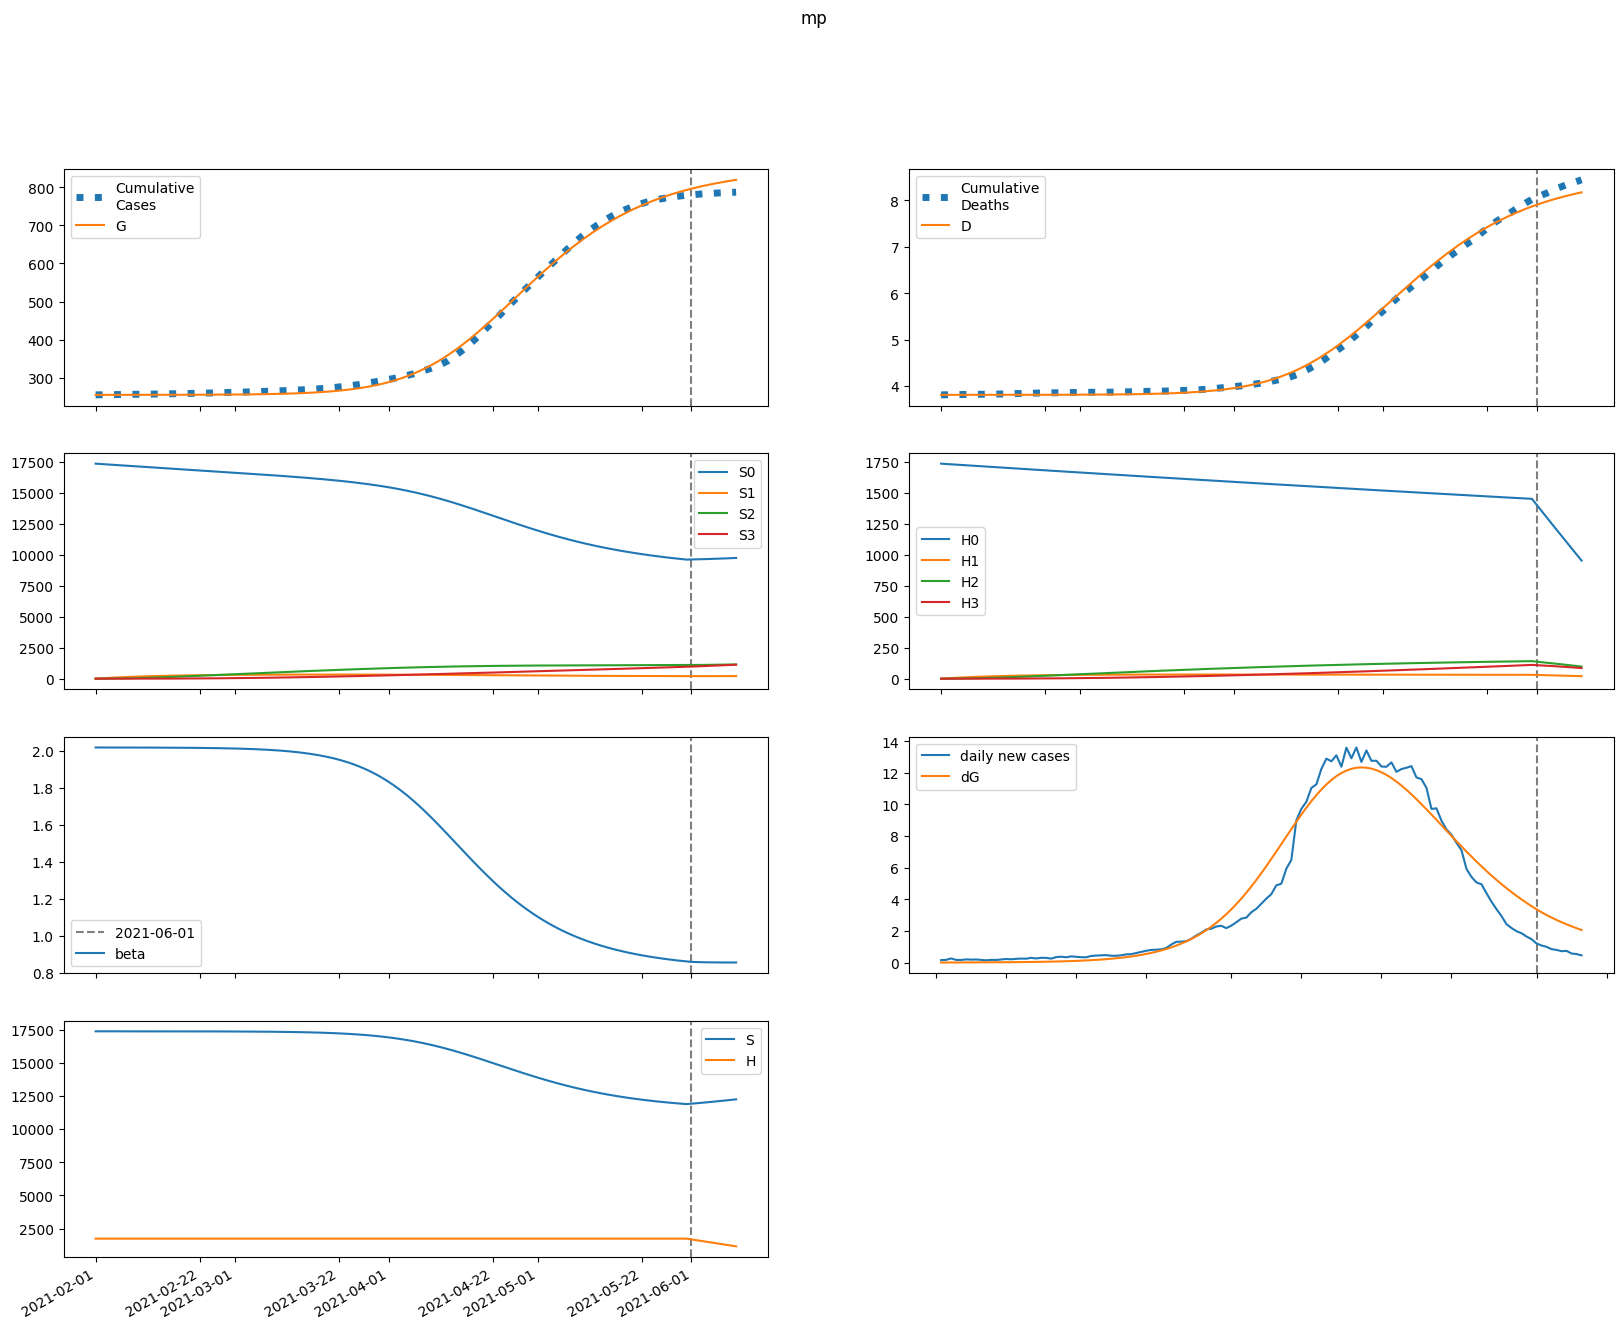 mp
Cumulative
Cases
G
800
700
600
500
400
300
Cumulative
Deaths
D
8
7
6
5
4
S0
S1
S2
S3
17500
15000
12500
10000
7500
5000
2500
0
H0
H1
H2
H3
1750
1500
1250
1000
750
500
250
0
2021-06-01
beta
2.0
1.8
1.6
1.4
1.2
1.0
0.8
daily new cases
dG
14
12
10
8
6
4
2
0
S
H
17500
15000
12500
10000
7500
5000
2500
2021-02-01
2021-02-22
2021-03-01
2021-03-22
2021-04-01
2021-04-22
2021-05-01
2021-05-22
2021-06-01